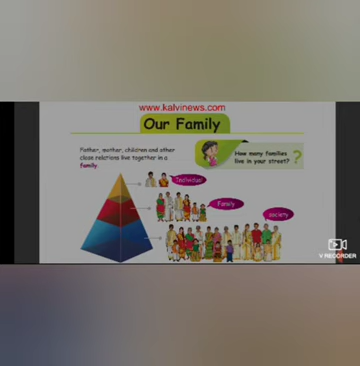 www.kalvinews.com
Our Family
Father, mother, children and other
close relations live together in a
family.
How many families
live in your street?
?
Individual
Family
society
V RECORDER